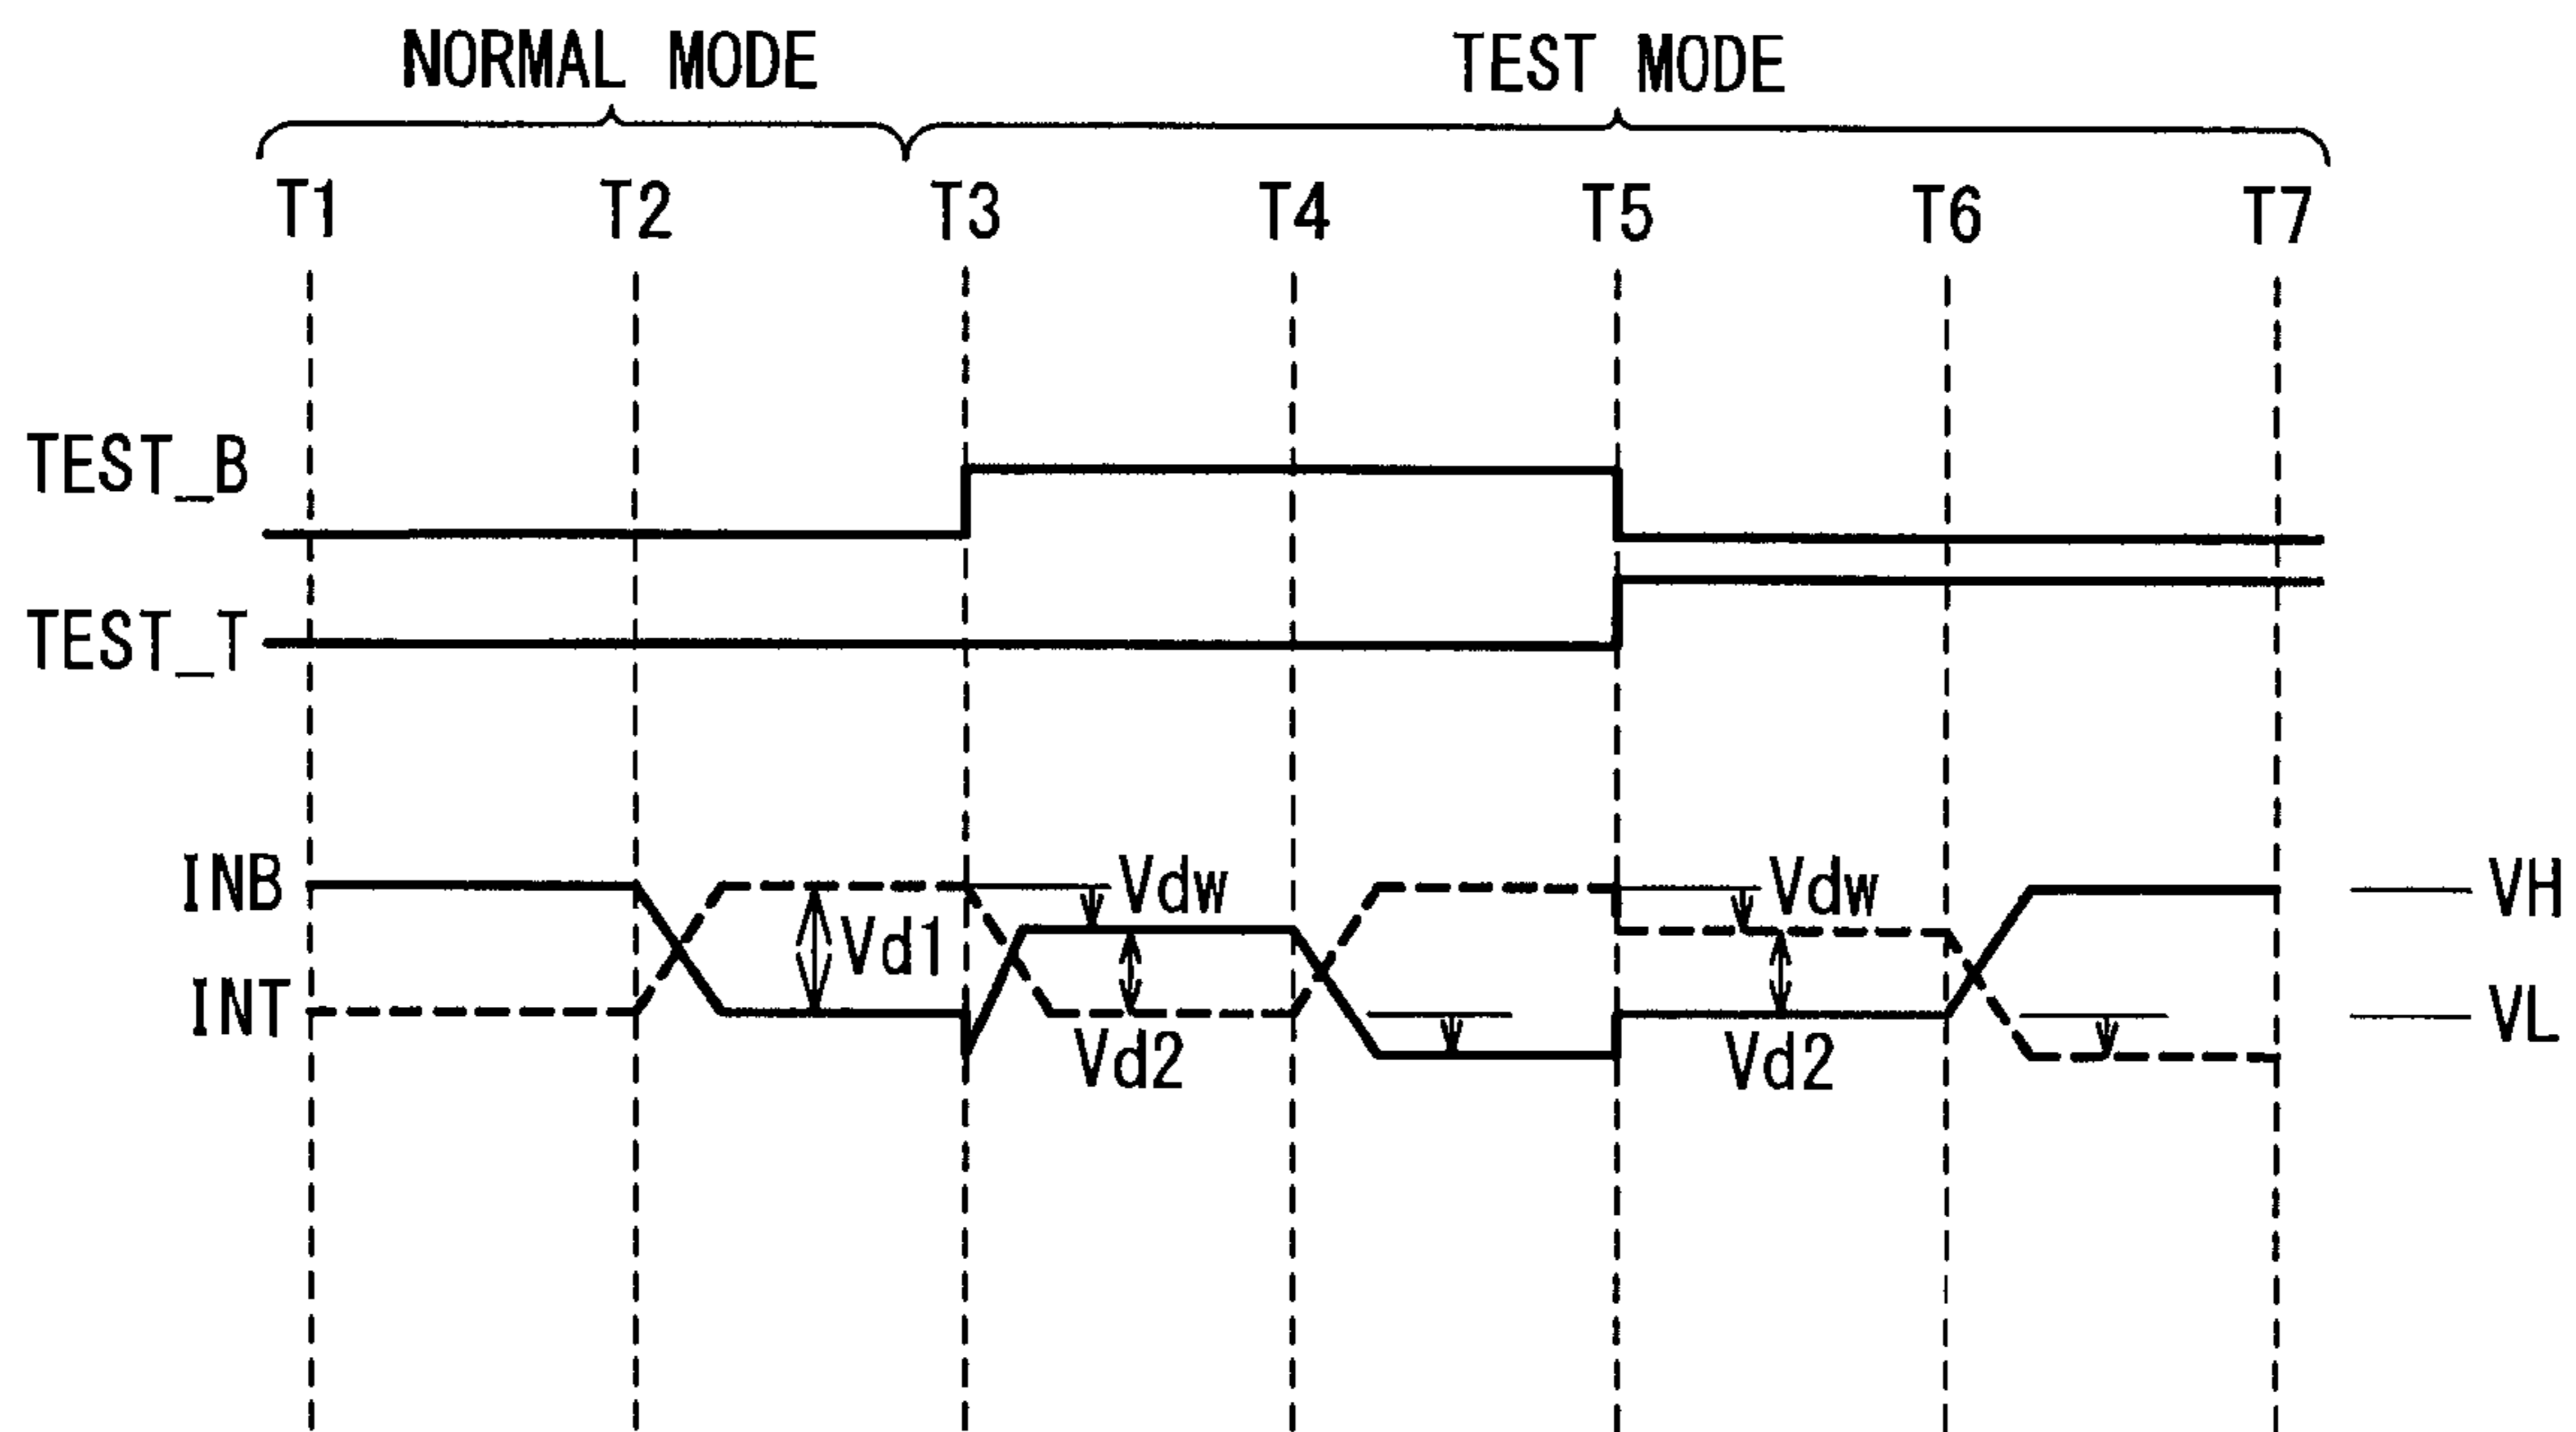 NORMAL MODE TEST MODE
T1 T2 T3 T4 T5 T6 T7
TEST_B
TEST_T
INB Vdw Vdw VH
Vd1
INT VL
Vd2 Vd2